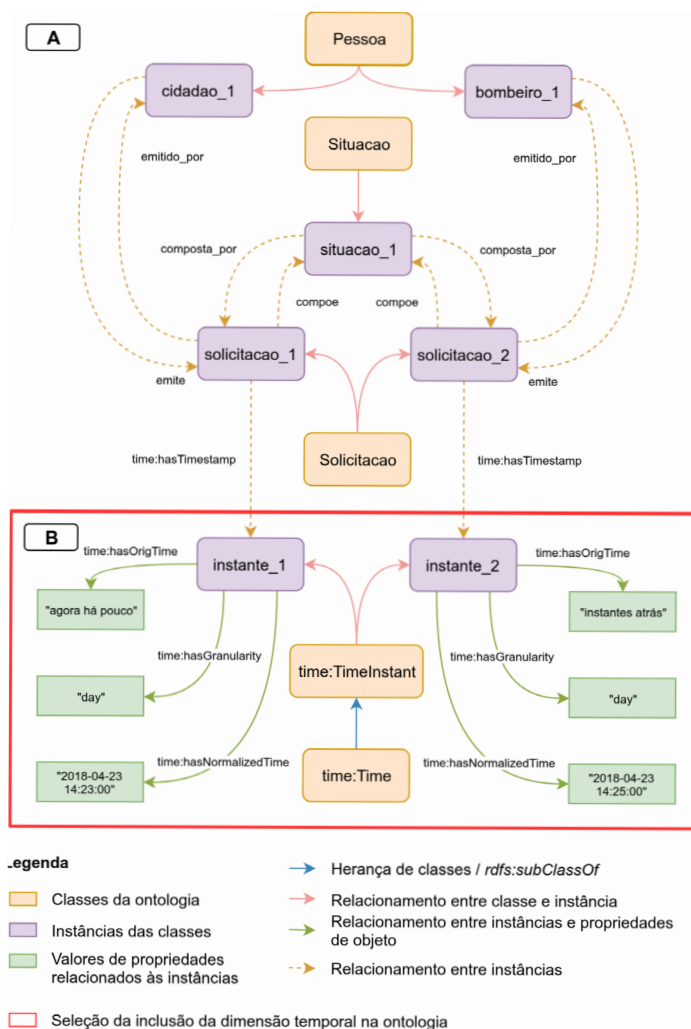 A
Pessoa
cidadao_1
bombeiro_1
emitido_por
Situacao
emitido_por
composta_por
situacao_1
composta_por
compoe
compoe
solicitacao_1
solicitacao_2
emite
emite
time:hasTimestamp
Solicitacao
time:hasTimestamp
B
time:hasOrigTime
instante_1
instante_2
time:hasOrigTime
"agora há pouco"
"instantes atrás"
time:hasGranularity
time:TimeInstant
time:hasGranularity
"day"
"day"
time:hasNormalizedTime
time:Time
time:hasNormalizedTime
"2018-04-23
14:23:00"
"2018-04-23
14:25:00"
Legenda
Classes da ontologia
Instâncias das classes
Valores de propriedades
relacionados às instâncias
Herança de classes / rdfs:subClassOf
Relacionamento entre classe e instância
Relacionamento entre instâncias e propriedades
de objeto
Relacionamento entre instâncias
Seleção da inclusão da dimensão temporal na ontologia